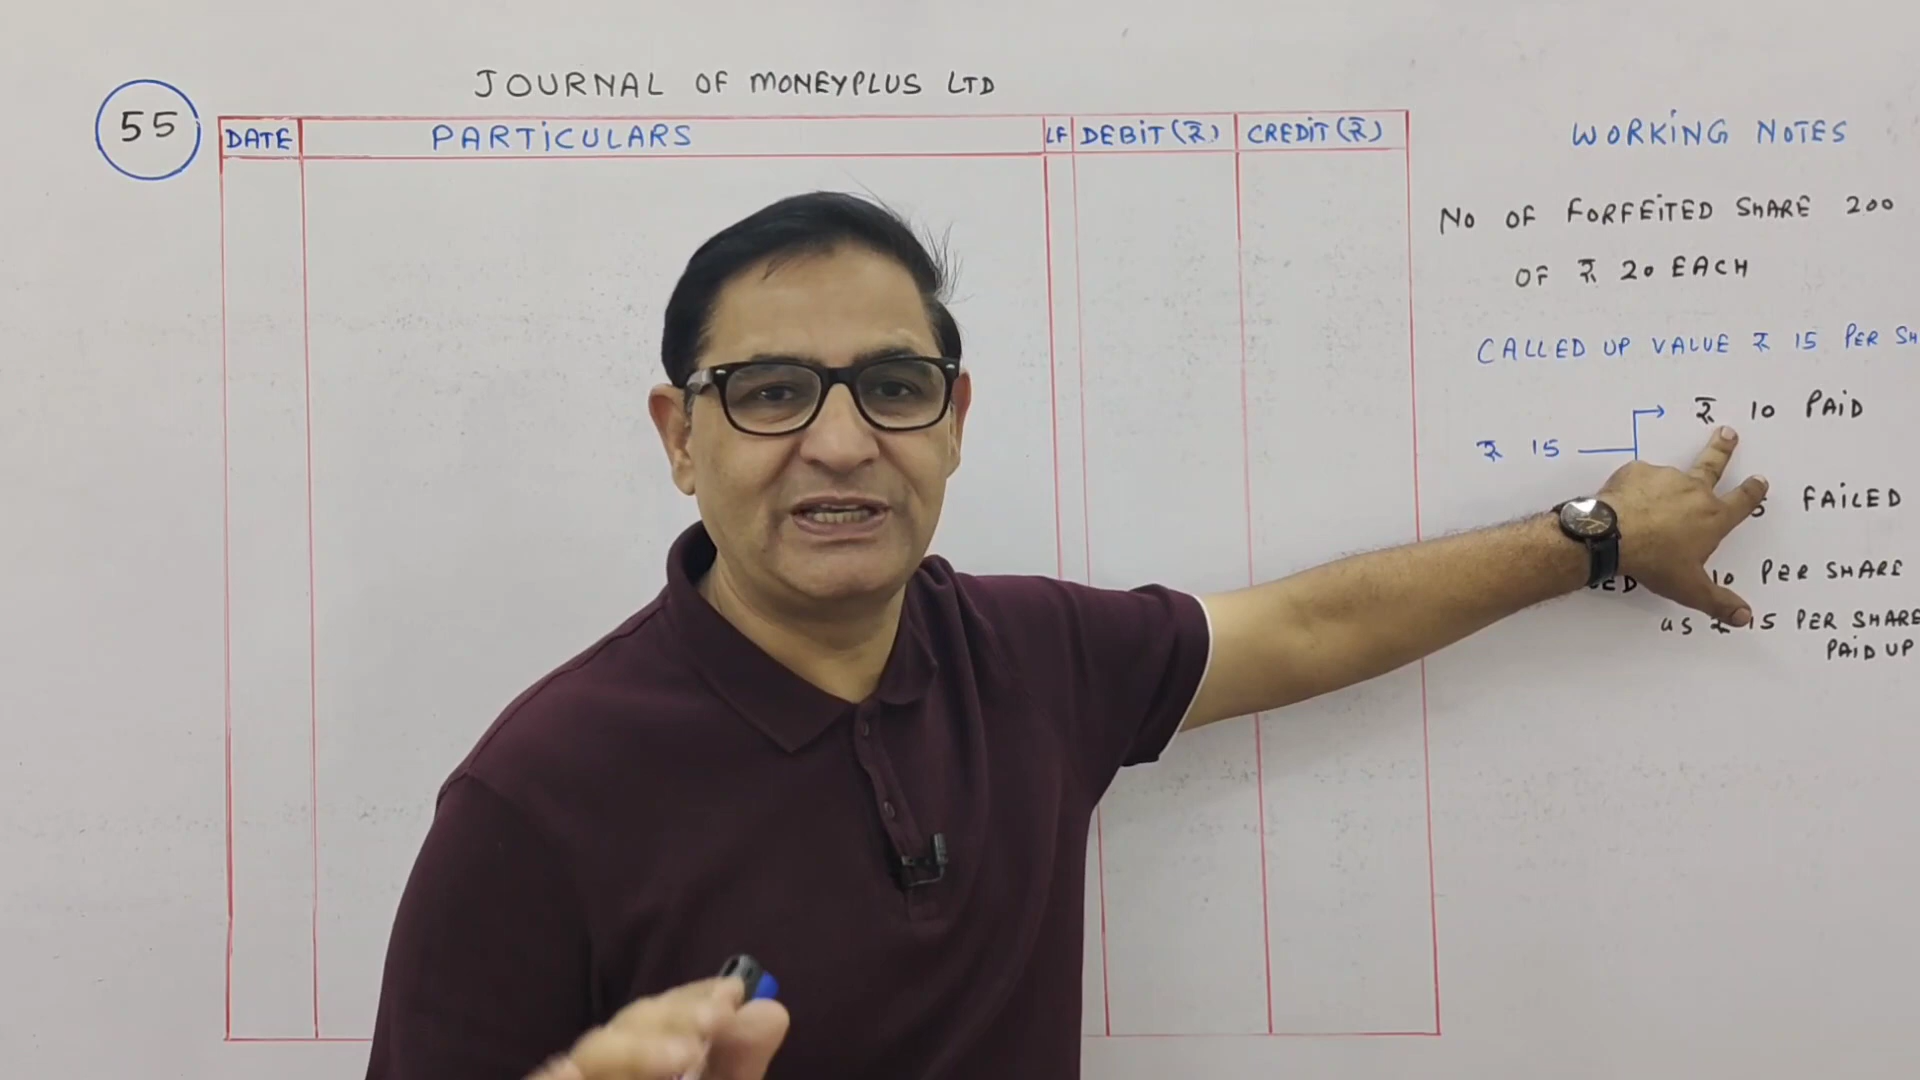 JOURNAL OF MONEYPLUS LTD
55
DATE PARTICULARS LF DEBIT (₹) CREDIT (₹)
WORKING NOTES
NO OF FORFEITED SHARE 200
OF ₹ 20 EACH
CALLED UP VALUE ₹ 15 PER SH
₹ 10 PAID
₹ 15
5 FAILED
10 PER SHARE
as ₹ 15 PER SHARE
PAID UP